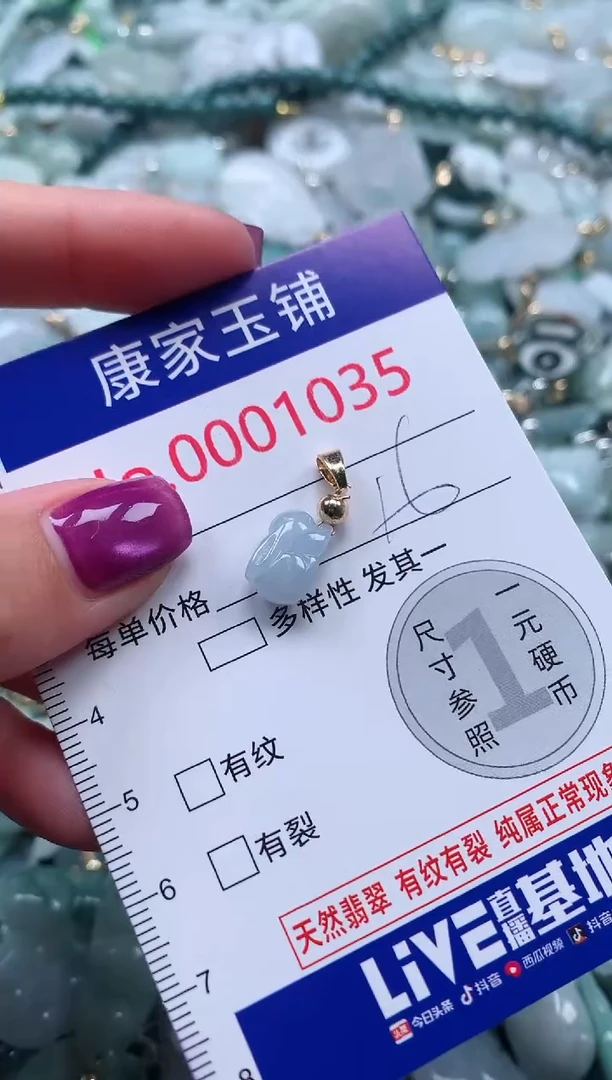 康家玉铺
No.0001035
16
每单价格
多样性 发其一
尺寸参照
1
一元硬币
4
有纹
5
有裂
6
天然翡翠 有纹有裂 纯属正常现象
7
LiVE直播基地
头条 今日头条 抖音 西瓜视频 抖音
8